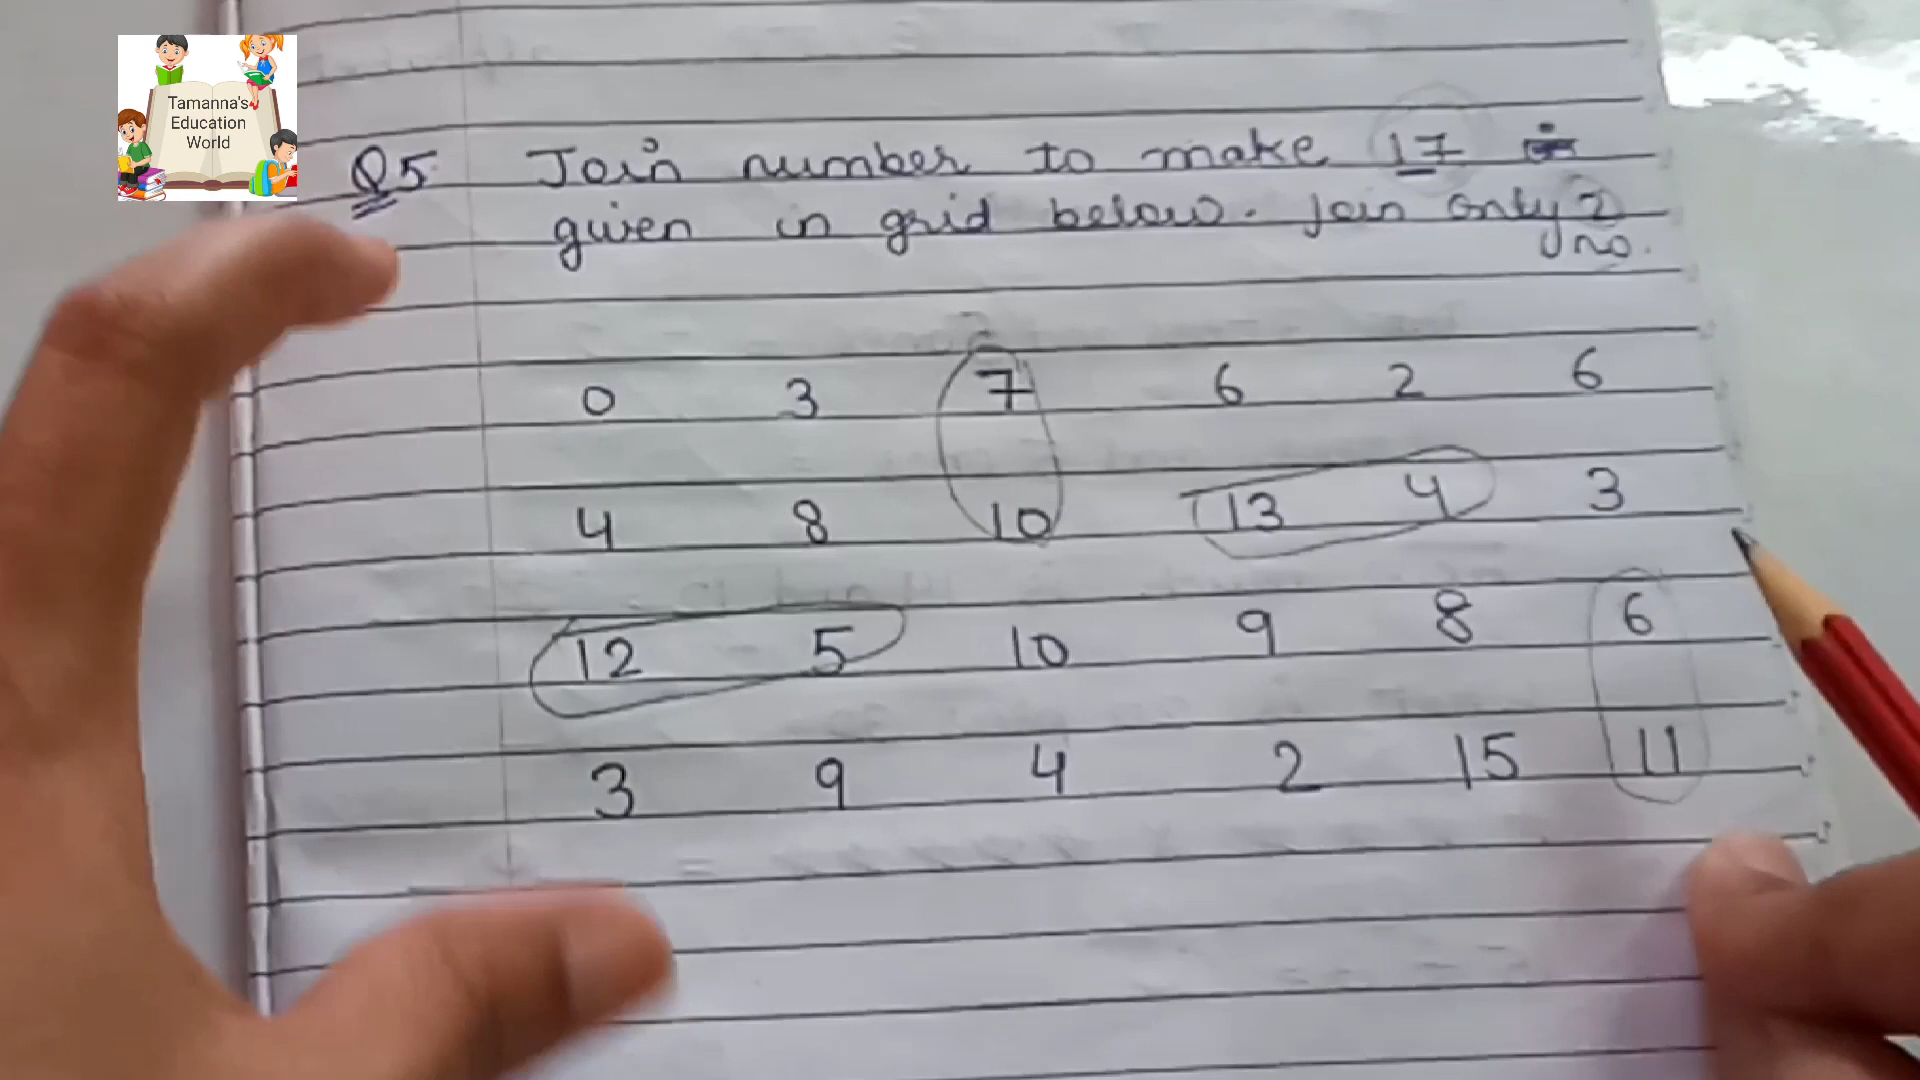 Tamanna's
Education
World
Q5. Join number to make 17
given in grid below. Join only 2
no.
0 3 7 6 2 6
4 8 10 13 4 3
12 5 10 9 8 6
3 9 4 2 15 11